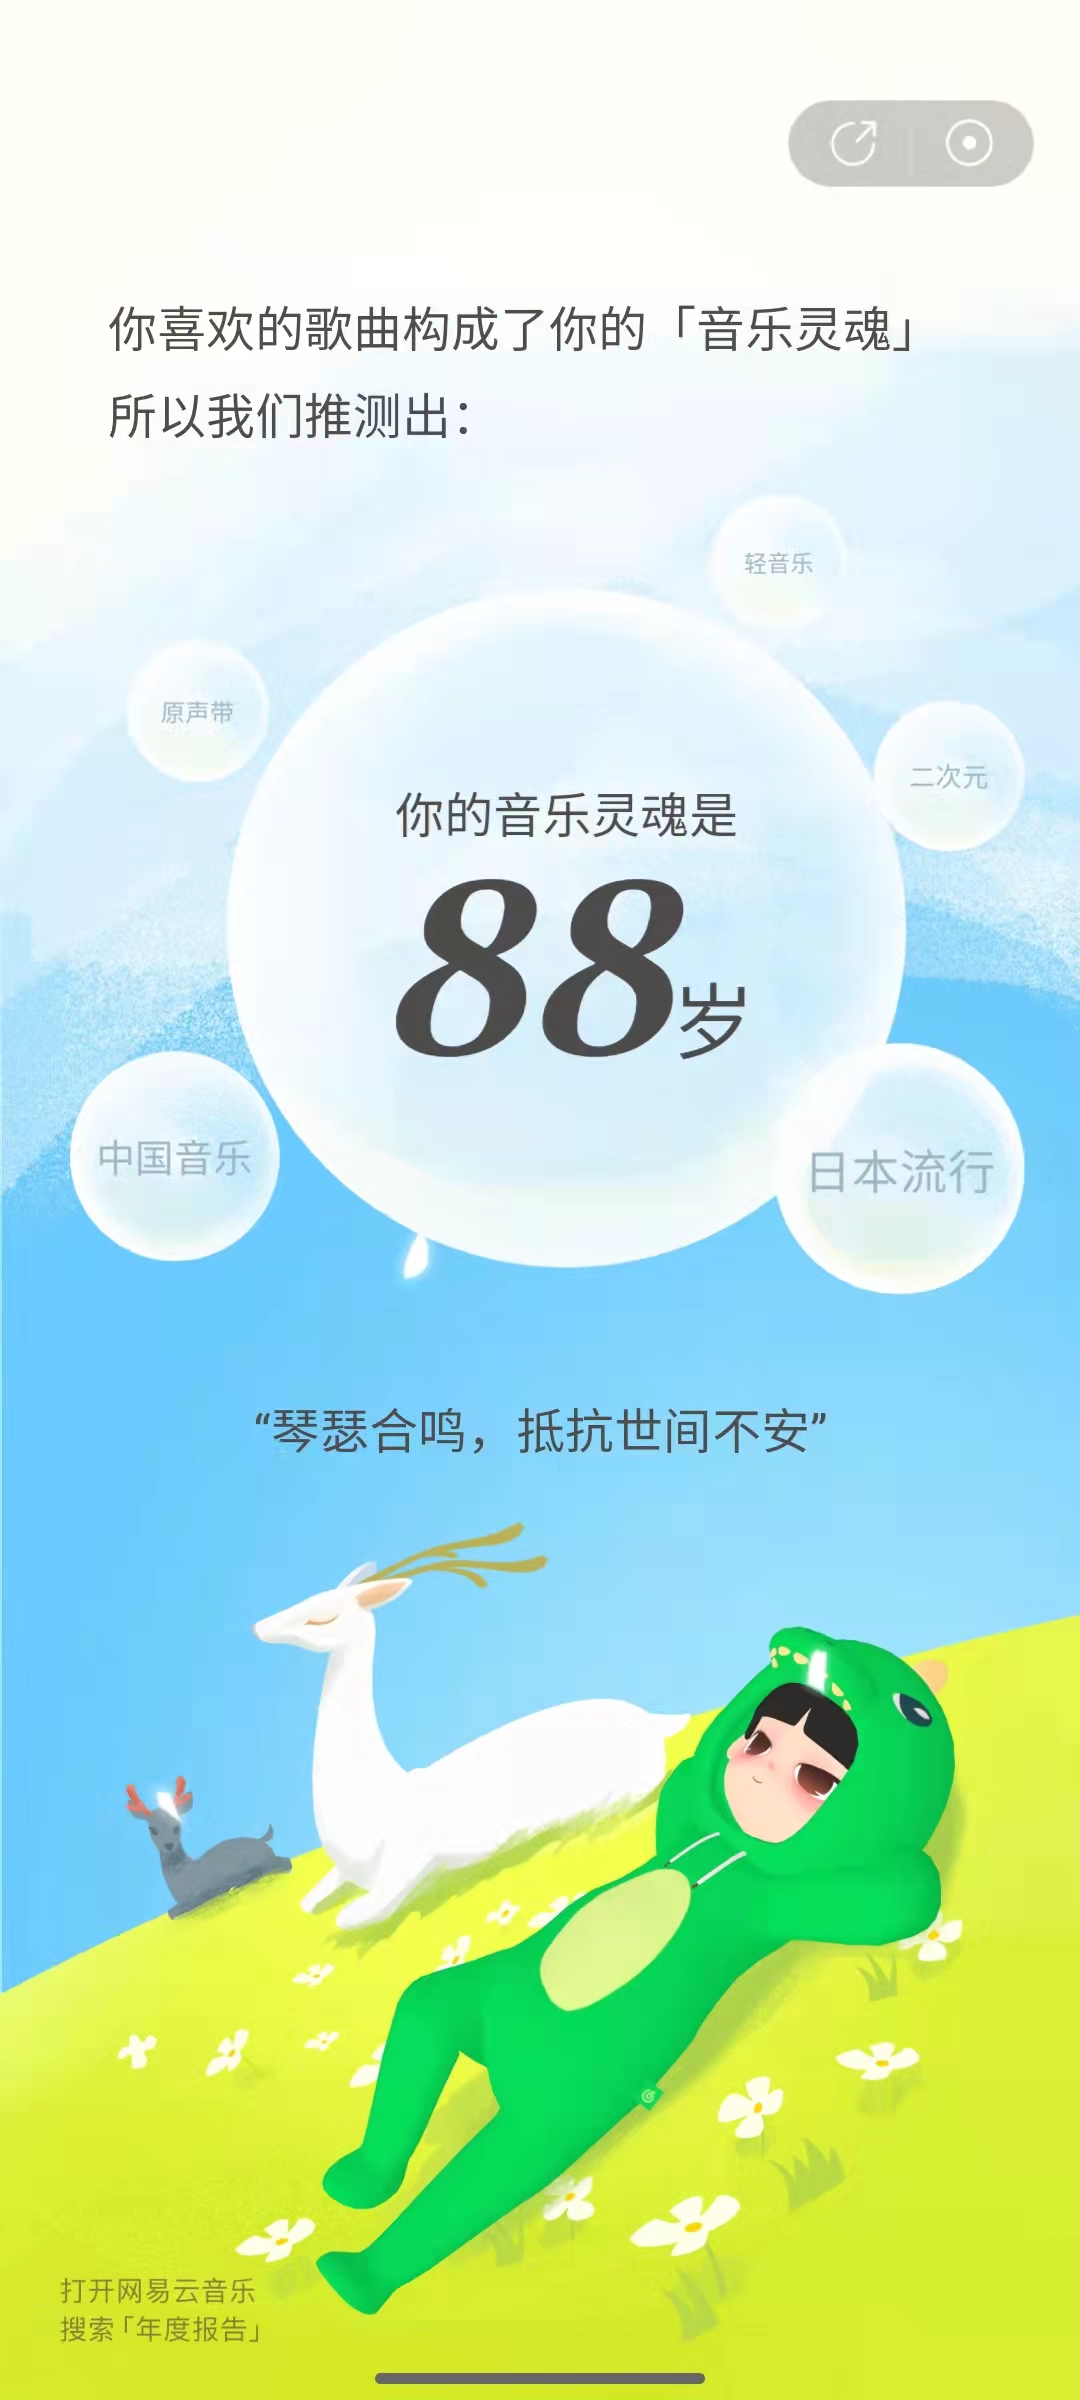 你喜欢的歌曲构成了你的「音乐灵魂」
所以我们推测出：
轻音乐
原声带
二次元
你的音乐灵魂是
88岁
中国音乐
日本流行
“琴瑟合鸣，抵抗世间不安”
打开网易云音乐
搜索「年度报告」